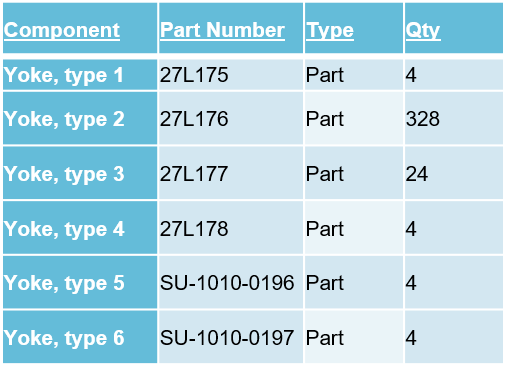 Component Part Number Type Qty
Yoke, type 1 27L175 Part 4
Yoke, type 2 27L176 Part 328
Yoke, type 3 27L177 Part 24
Yoke, type 4 27L178 Part 4
Yoke, type 5 SU-1010-0196 Part 4
Yoke, type 6 SU-1010-0197 Part 4